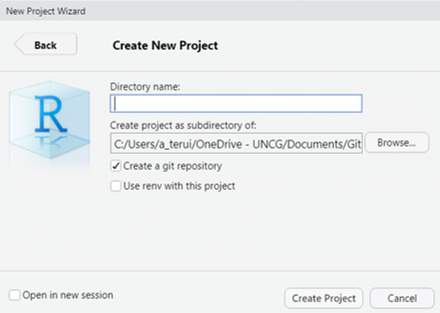 New Project Wizard
Back
Create New Project
R
Directory name:
Create project as subdirectory of:
C:/Users/a_terui/OneDrive - UNCG/Documents/Git
Browse...
Create a git repository
Use renv with this project
Open in new session
Create Project
Cancel